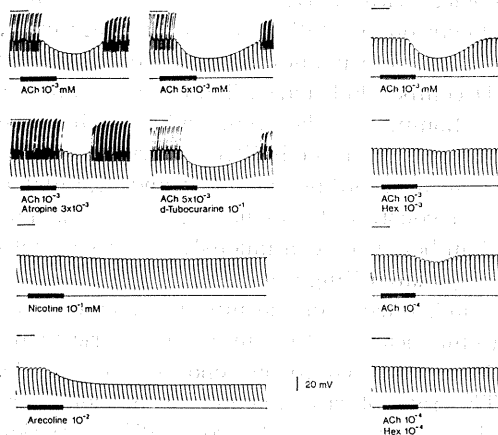 ACh 10⁻³ mM
ACh 5x10⁻³ mM
ACh 10⁻³ mM
ACh 10⁻³
Atropine 3x10⁻³
ACh 5x10⁻³
d-Tubocurarine 10⁻¹
ACh 10⁻³
Hex 10⁻³
Nicotine 10⁻¹ mM
ACh 10⁻⁴
Arecoline 10⁻²
20 mV
ACh 10⁻⁴
Hex 10⁻⁴